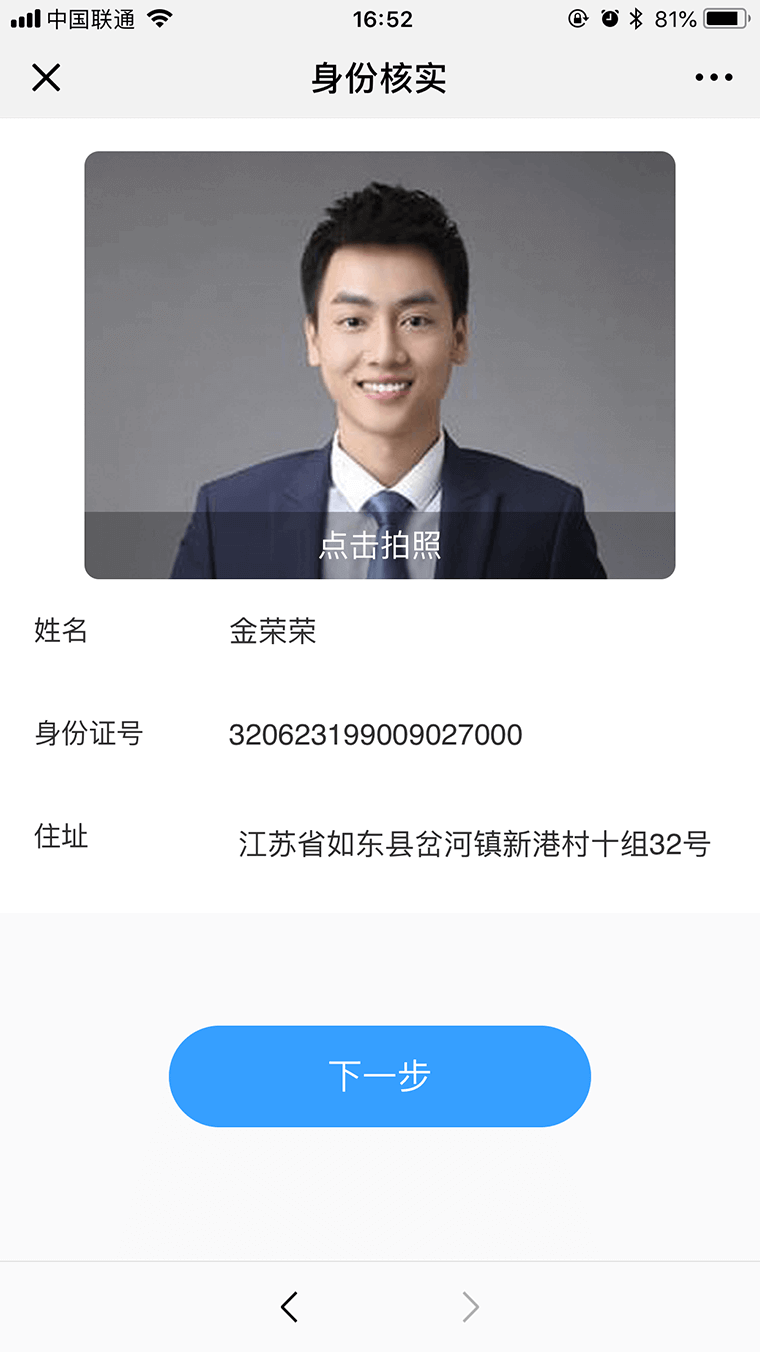 中国联通 16:52 81%
身份核实
点击拍照
姓名 金荣荣
身份证号 320623199009027000
住址 江苏省如东县岔河镇新港村十组32号
下一步